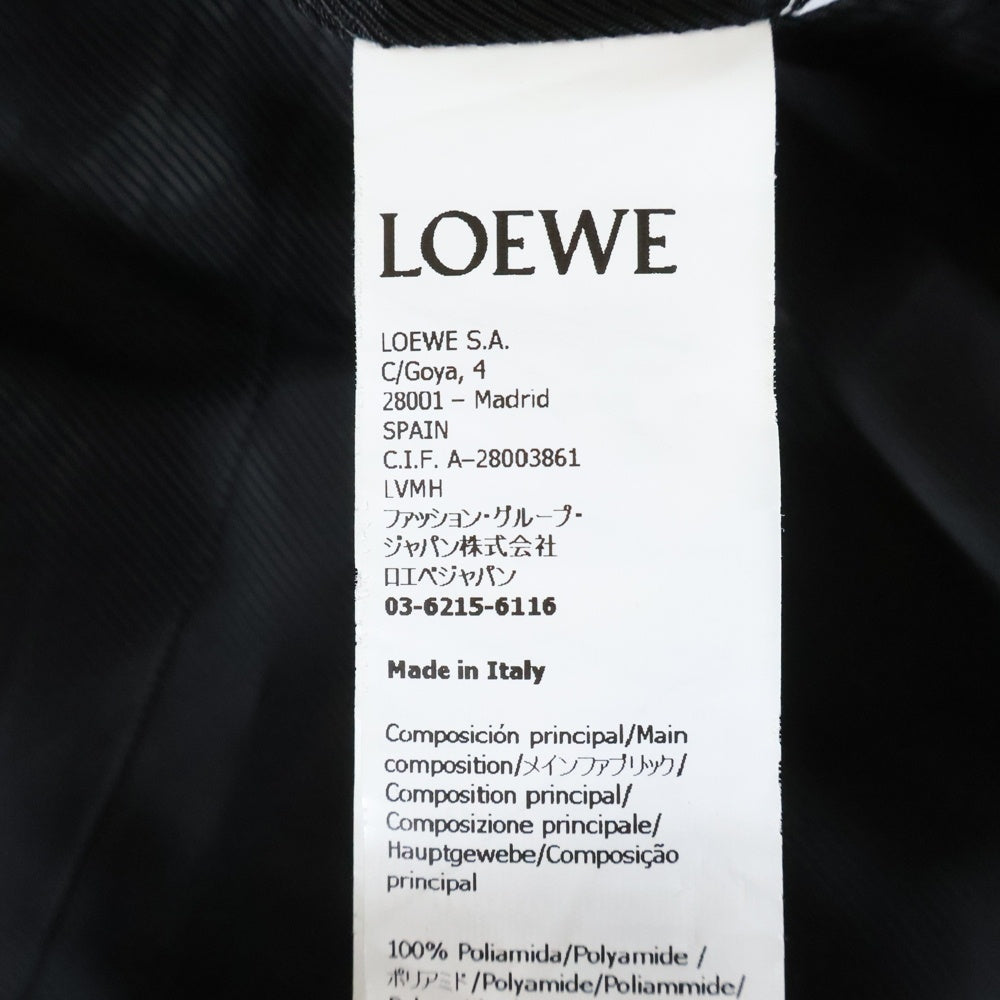 LOEWE
LOEWE S.A.
C/Goya, 4
28001 – Madrid
SPAIN
C.I.F. A–28003861
LVMH
ファッション・グループ・
ジャパン株式会社
ロエベジャパン
03-6215-6116
Made in Italy
Composición principal/Main
composition/メインファブリック/
Composition principal/
Composizione principale/
Hauptgewebe/Composição
principal
100% Poliamida/Polyamide /
ポリアミド/Polyamide/Poliammide/